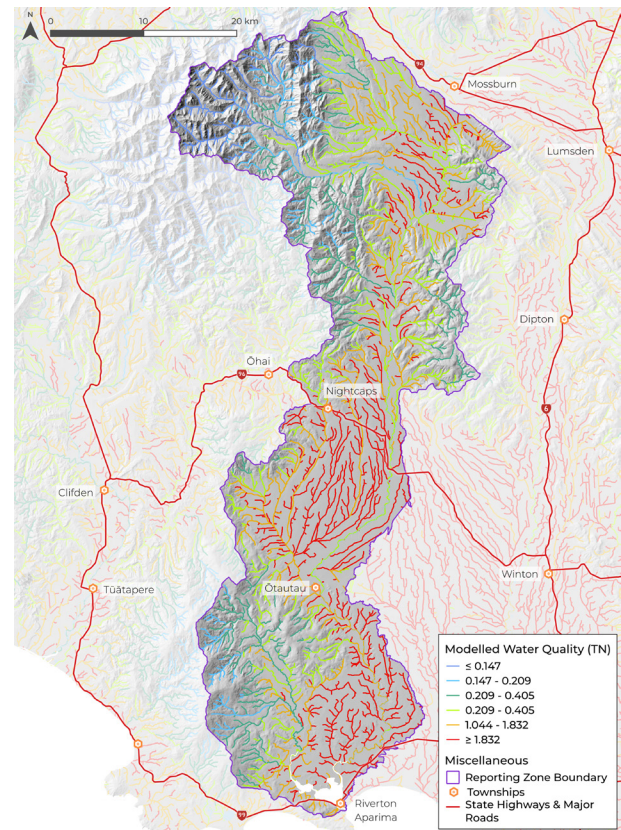 N
0 10 20 km
94
Mossburn
Lumsden
Dipton
Ōhai
96
Nightcaps
6
Clifden
Winton
Ōtautau
Tūātapere
Modelled Water Quality (TN)
≤ 0.147
0.147 - 0.209
0.209 - 0.405
0.209 - 0.405
1.044 - 1.832
≥ 1.832
Miscellaneous
Reporting Zone Boundary
Townships
State Highways & Major
Roads
Riverton
Aparima
99